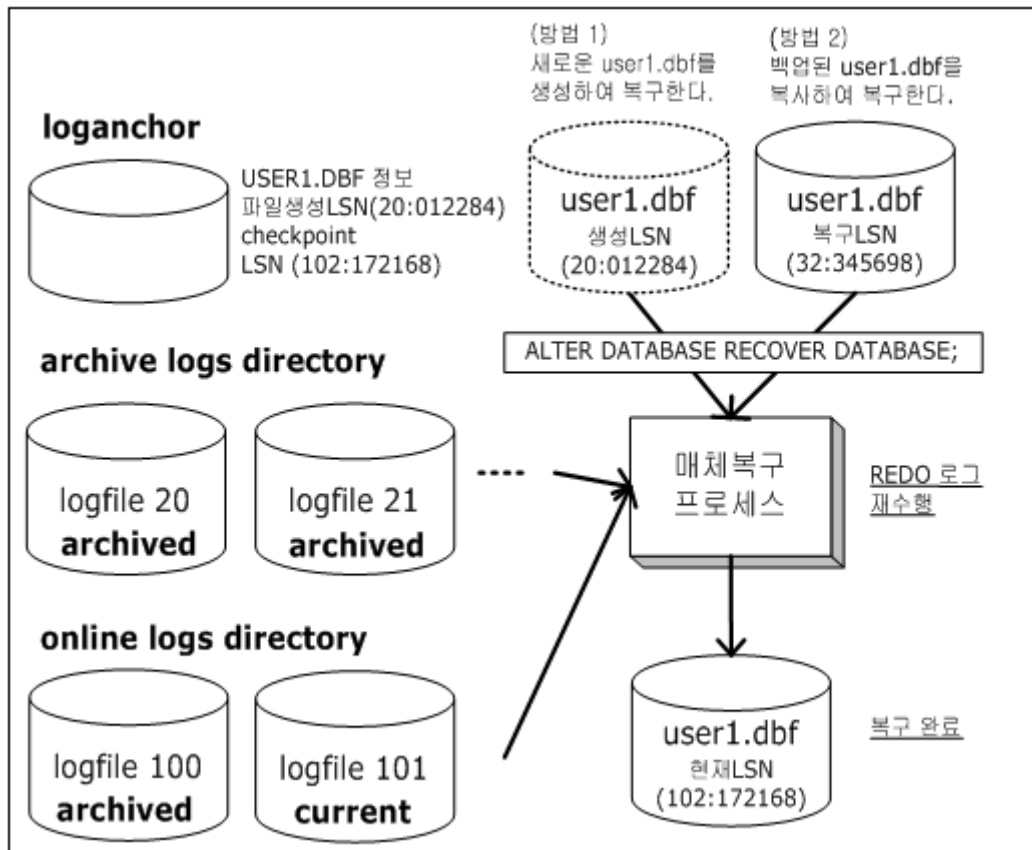 (방법 1)
새로운 user1.dbf를
생성하여 복구한다.
(방법 2)
백업된 user1.dbf을
복사하여 복구한다.
loganchor
USER1.DBF 정보
파일생성LSN(20:012284)
checkpoint
LSN (102:172168)
user1.dbf
생성LSN
(20:012284)
user1.dbf
복구LSN
(32:345698)
ALTER DATABASE RECOVER DATABASE;
archive logs directory
logfile 20
archived
logfile 21
archived
매체복구
프로세스
REDO 로그
재수행
online logs directory
logfile 100
archived
logfile 101
current
user1.dbf
현재LSN
(102:172168)
복구 완료